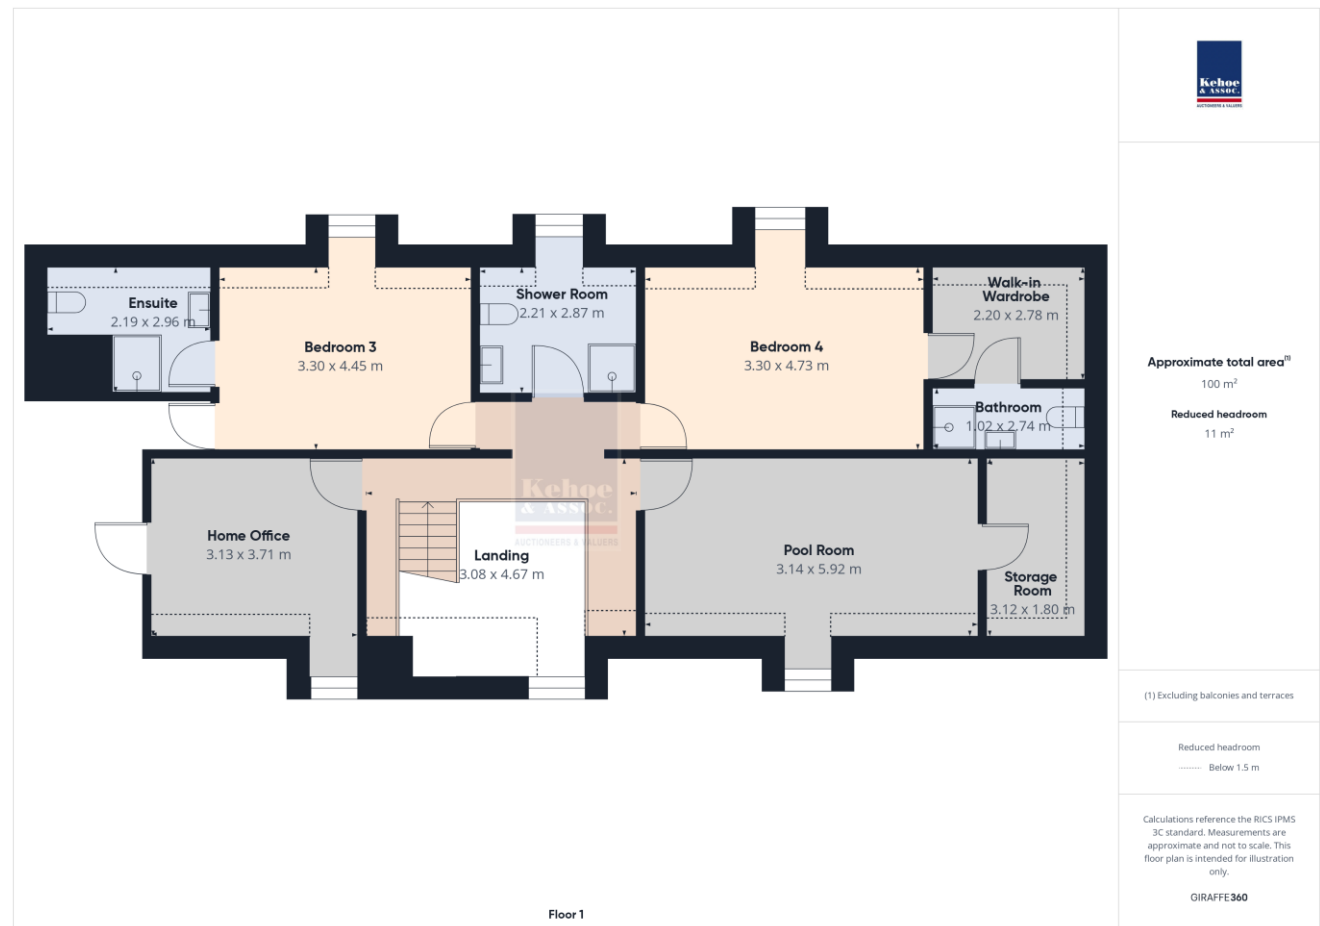 Kehoe
& ASSOC.
AUCTIONEERS & VALUERS
Ensuite
2.19 x 2.96 m
Bedroom 3
3.30 x 4.45 m
Shower Room
2.21 x 2.87 m
Bedroom 4
3.30 x 4.73 m
Walk-in
Wardrobe
2.20 x 2.78 m
Bathroom
1.02 x 2.74 m
Home Office
3.13 x 3.71 m
Kehoe
& ASSOC.
AUCTIONEERS & VALUERS
Landing
3.08 x 4.67 m
Pool Room
3.14 x 5.92 m
Storage
Room
3.12 x 1.80 m
Floor 1
Approximate total area(1)
100 m²
Reduced headroom
11 m²
(1) Excluding balconies and terraces
Reduced headroom
Below 1.5 m
Calculations reference the RICS IPMS
3C standard. Measurements are
approximate and not to scale. This
floor plan is intended for illustration
only.
GIRAFFE360